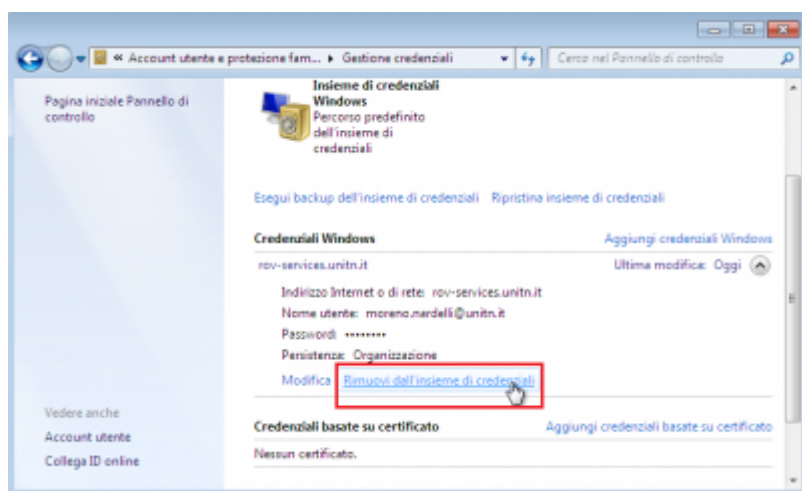 « Account utente e protezione fam... ▸ Gestione credenziali
Cerca nel Pannello di controllo
Pagina iniziale Pannello di
controllo
Insieme di credenziali
Windows
Percorso predefinito
dell'insieme di
credenziali
Esegui backup dell'insieme di credenziali Ripristina insieme di credenziali
Credenziali Windows Aggiungi credenziali Windows
rov-services.unitn.it Ultima modifica: Oggi
Indirizzo Internet o di rete: rov-services.unitn.it
Nome utente: moreno.nardelli@unitn.it
Password: ••••••••
Persistenza: Organizzazione
Modifica Rimuovi dall'insieme di credenziali
Credenziali basate su certificato Aggiungi credenziali basate su certificato
Nessun certificato.
Vedere anche
Account utente
Collega ID online